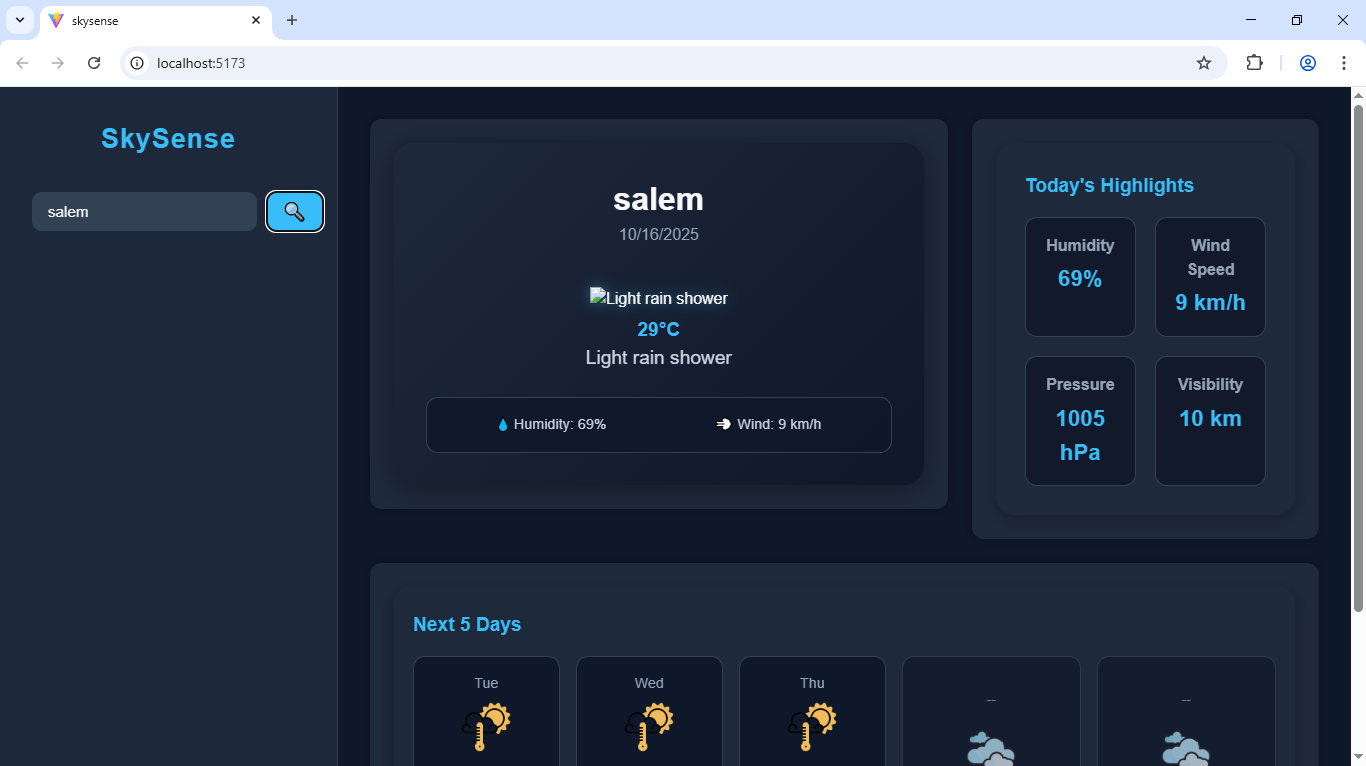 skysense
localhost:5173
SkySense
salem
salem
10/16/2025
Light rain shower
29°C
Light rain shower
Humidity: 69%
Wind: 9 km/h
Today's Highlights
Humidity
69%
Wind
Speed
9 km/h
Pressure
1005
hPa
Visibility
10 km
Next 5 Days
Tue
Wed
Thu
--
--